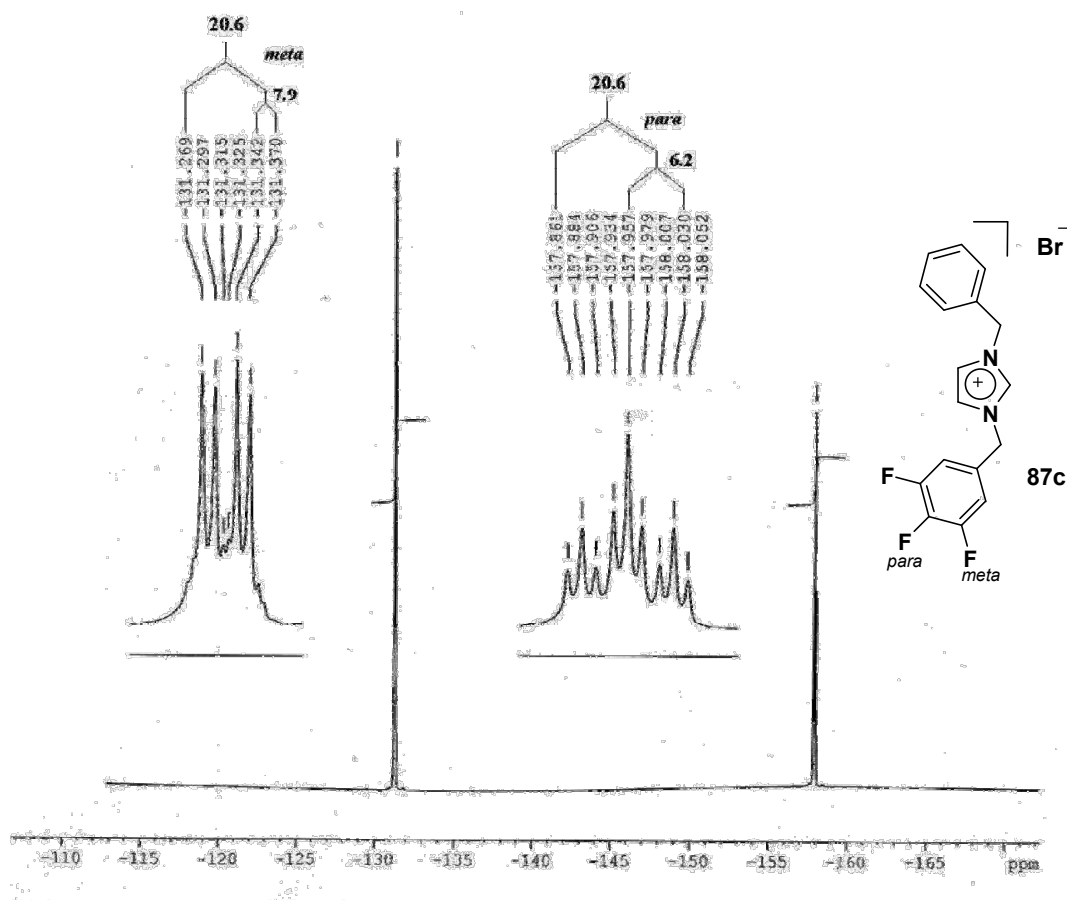 20.6
meta
7.9
-131.269
-131.297
-131.315
-131.325
-131.342
-131.370
20.6
para
6.2
-157.861
-157.884
-157.906
-157.934
-157.957
-157.979
-158.007
-158.030
-158.052
Br
N
+
N
87c
F
F
F
para
meta
-110
-115
-120
-125
-130
-135
-140
-145
-150
-155
-160
-165
ppm